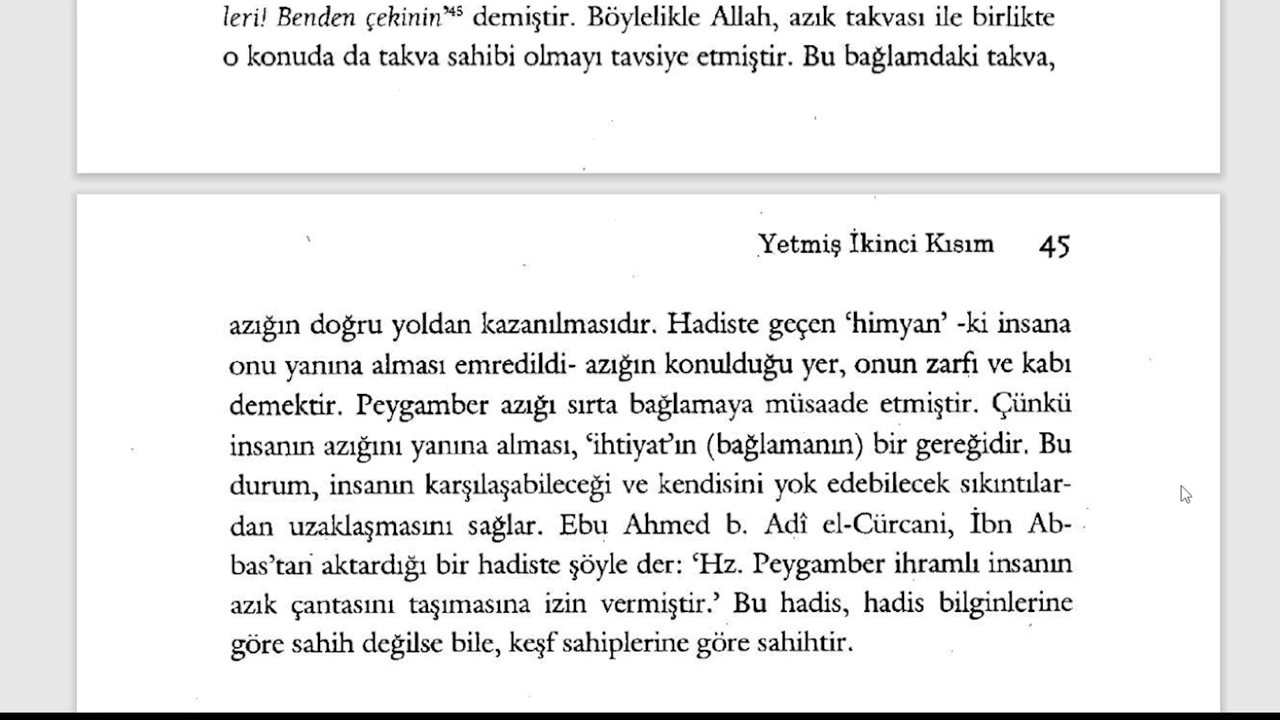 leri! Benden çekinin’⁴⁵ demiştir. Böylelikle Allah, azık takvası ile birlikte
o konuda da takva sahibi olmayı tavsiye etmiştir. Bu bağlamdaki takva,
Yetmiş İkinci Kısım 45
azığın doğru yoldan kazanılmasıdır. Hadiste geçen ‘himyan’ -ki insana
onu yanına alması emredildi- azığın konulduğu yer, onun zarfı ve kabı
demektir. Peygamber azığı sırta bağlamaya müsaade etmiştir. Çünkü
insanın azığını yanına alması, ‘ihtiyat’ın (bağlamanın) bir gereğidir. Bu
durum, insanın karşılaşabileceği ve kendisini yok edebilecek sıkıntılar-
dan uzaklaşmasını sağlar. Ebu Ahmed b. Adî el-Cürcani, İbn Ab-
bas’tan aktardığı bir hadiste şöyle der: ‘Hz. Peygamber ihramlı insanın
azık çantasını taşımasına izin vermiştir.’ Bu hadis, hadis bilginlerine
göre sahih değilse bile, keşf sahiplerine göre sahihtir.